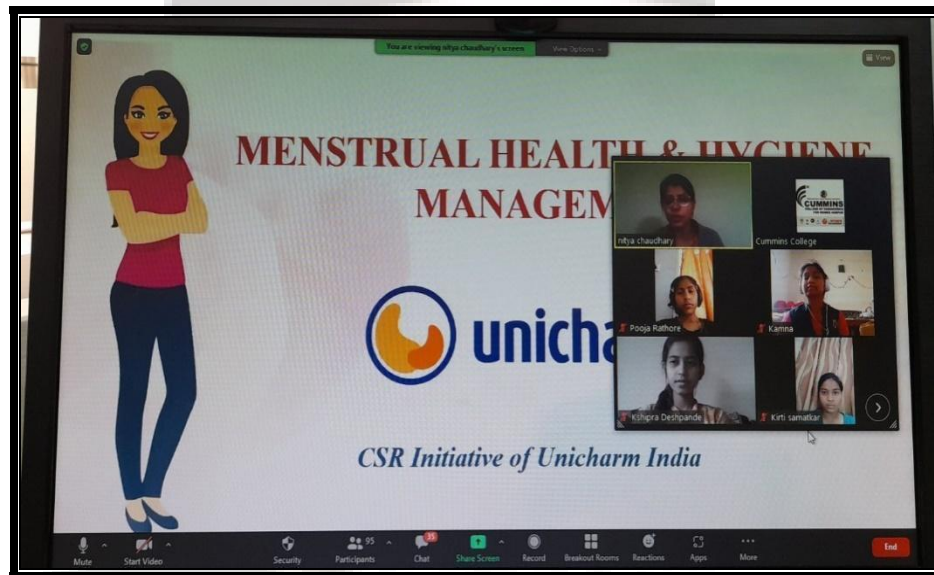 You are viewing nitya chaudhary's screen
View Options
View
MENSTRUAL HEALTH & HYGIENE
MANAGEM
unicha
CSR Initiative of Unicharm India
nitya chaudhary
CUMMINS
Cummins College
Pooja Rathore
Kamna
Kshipra Deshpande
Kirti samatkar
Mute
Start Video
Security
95
Participants
35
Chat
Share Screen
Record
Breakout Rooms
Reactions
Apps
More
End